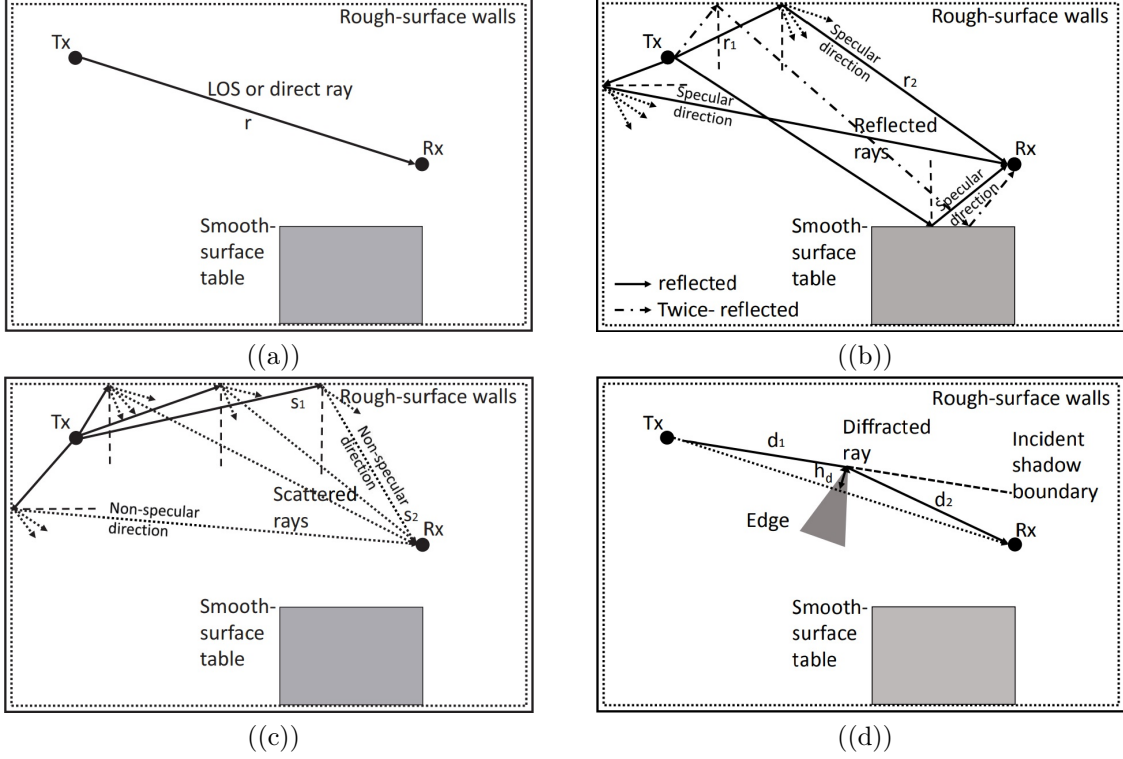 Rough-surface walls
Tx
LOS or direct ray
r
Rx
Smooth-
surface
table
((a))
Rough-surface walls
Tx
r1
Specular
direction
r2
Specular
direction
Reflected
rays
Rx
Specular
direction
Smooth-
surface
table
reflected
Twice- reflected
((b))
Rough-surface walls
s1
Tx
Non-specular
direction
Scattered
rays
s2
Non-specular
direction
Rx
Smooth-
surface
table
((c))
Rough-surface walls
Tx
d1
Diffracted
ray
Incident
shadow
boundary
hd
d2
Edge
Rx
Smooth-
surface
table
((d))